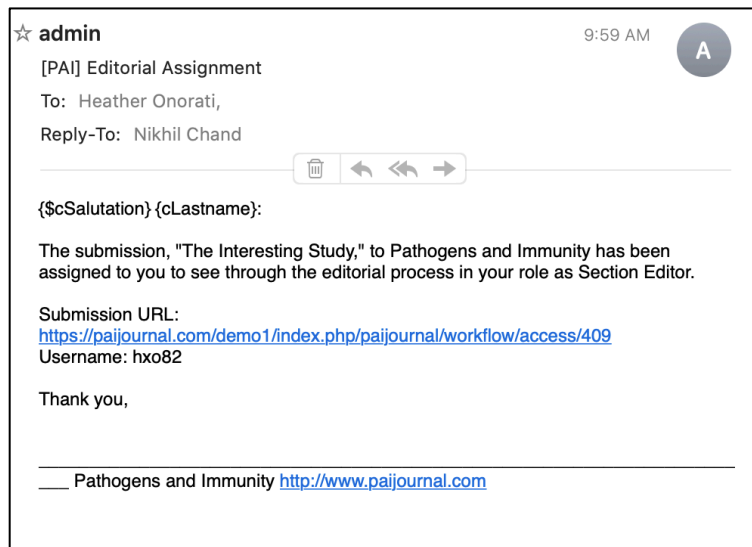 admin
9:59 AM
A
[PAI] Editorial Assignment
To: Heather Onorati,
Reply-To: Nikhil Chand
{$cSalutation} {cLastname}:
The submission, "The Interesting Study," to Pathogens and Immunity has been
assigned to you to see through the editorial process in your role as Section Editor.
Submission URL:
https://paijournal.com/demo1/index.php/paijournal/workflow/access/409
Username: hxo82
Thank you,
___ Pathogens and Immunity http://www.paijournal.com